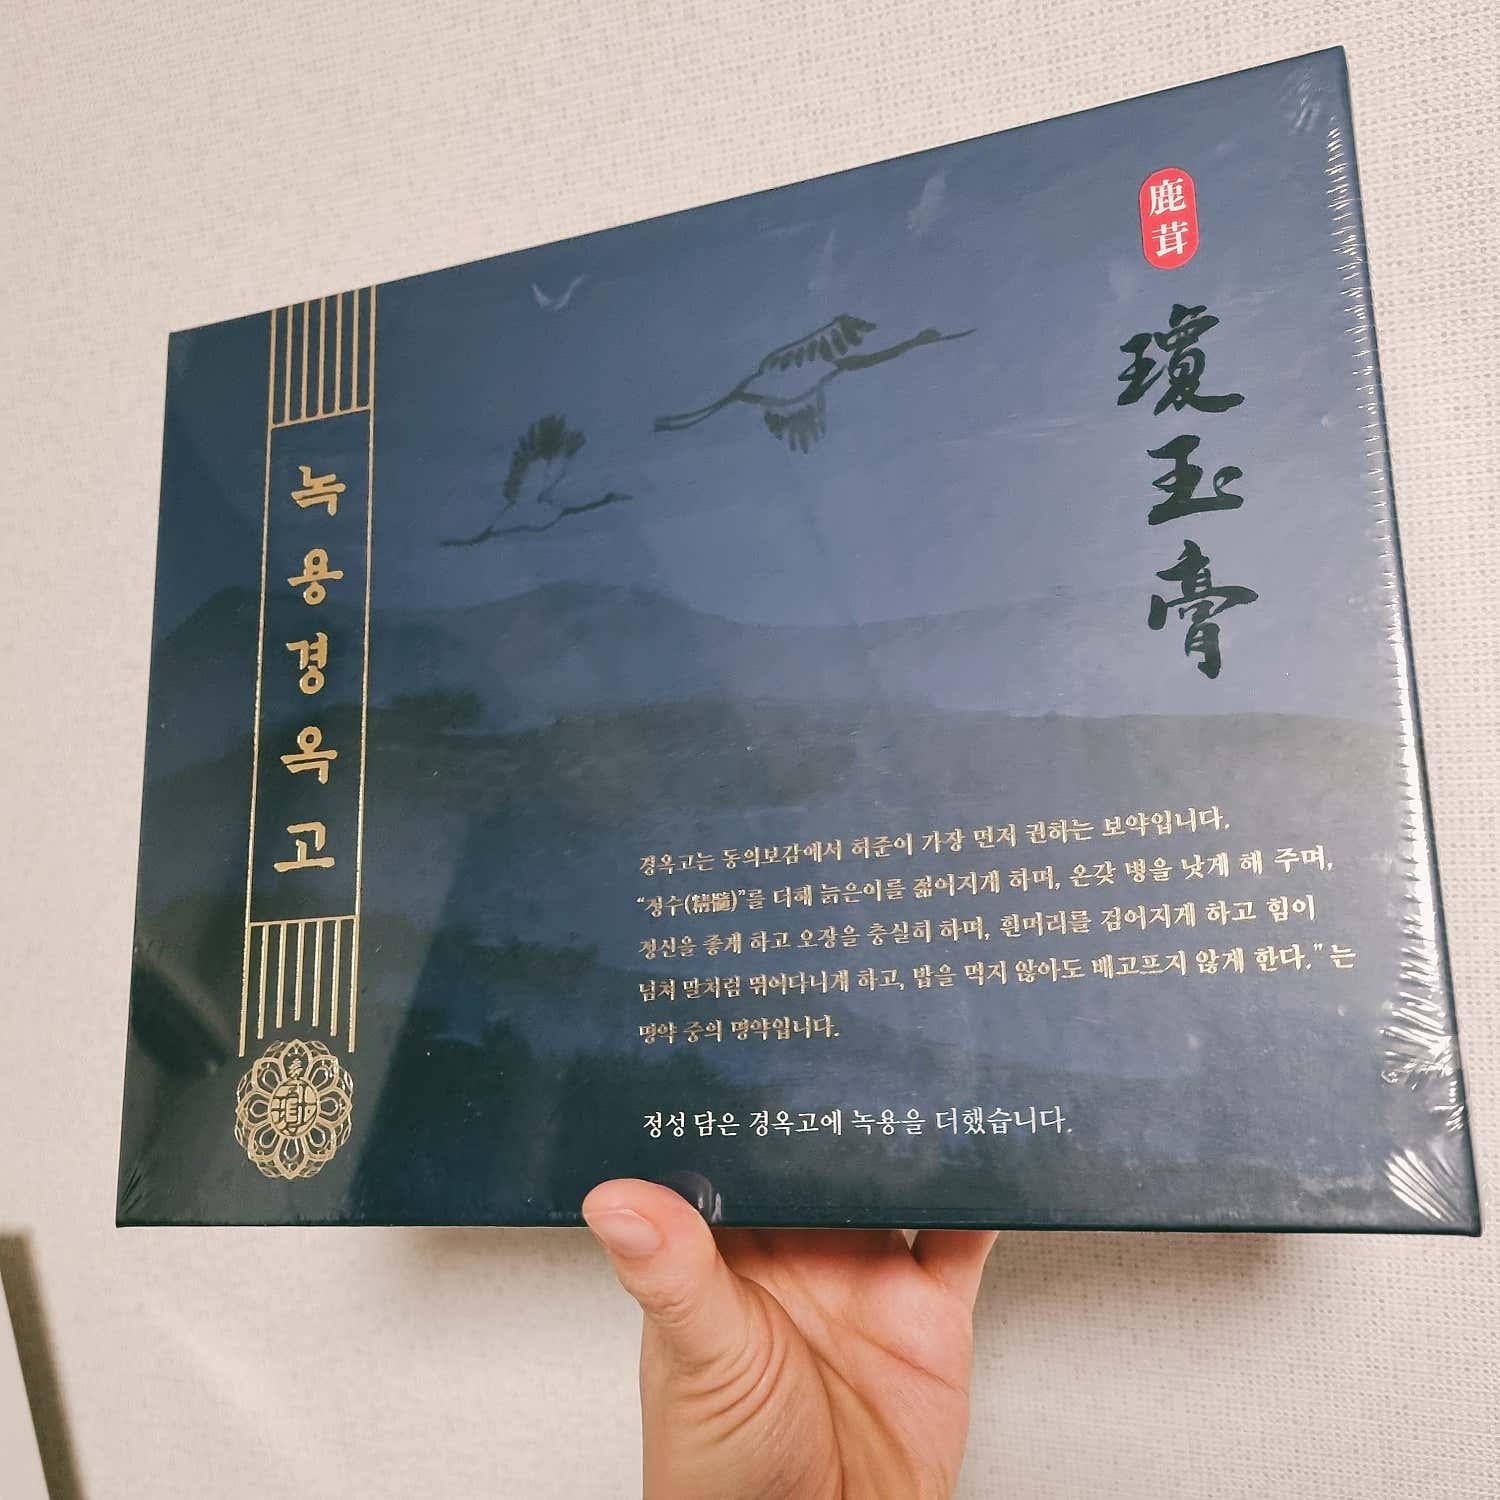 녹용경옥고
鹿茸
瓊玉膏
경옥고는 동의보감에서 허준이 가장 먼저 권하는 보약입니다.
“정수(精髓)”를 더해 늙은이를 젊어지게 하며, 온갖 병을 낫게 해 주며,
정신을 좋게 하고 오장을 충실히 하며, 흰머리를 검어지게 하고 힘이
넘쳐 말처럼 뛰어다니게 하고, 밥을 먹지 않아도 배고프지 않게 한다.” 는
명약 중의 명약입니다.
정성 담은 경옥고에 녹용을 더했습니다.